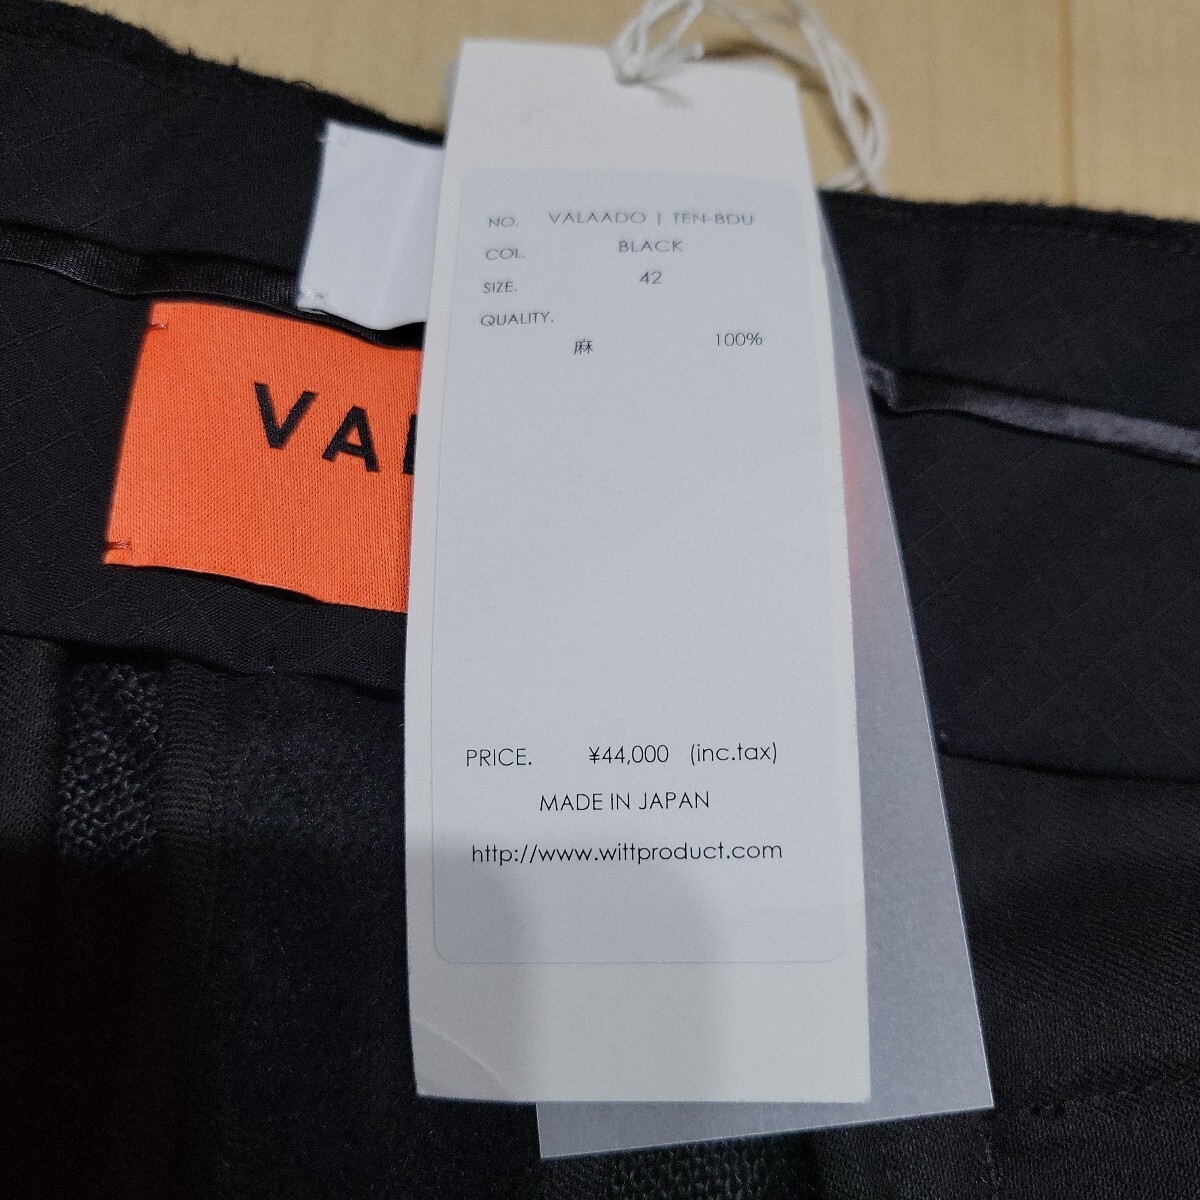 NO. VALAADO | TEN-BDU
COL. BLACK
SIZE. 42
QUALITY.
麻 100%
VA
PRICE. ¥44,000 (inc.tax)
MADE IN JAPAN
http://www.wittproduct.com